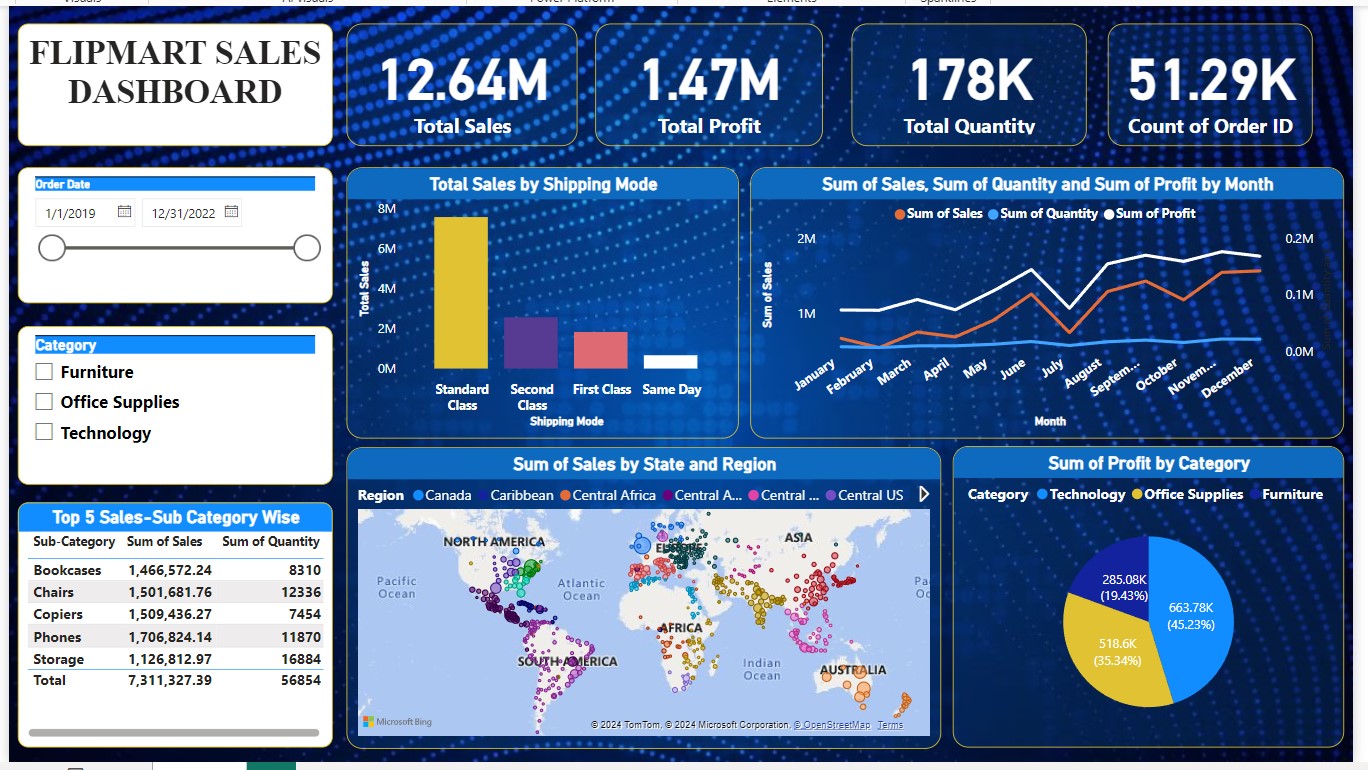 FLIPMART SALES
DASHBOARD
12.64M
Total Sales
1.47M
Total Profit
178K
Total Quantity
51.29K
Count of Order ID
Order Date
1/1/2019
12/31/2022
Category
Furniture
Office Supplies
Technology
Top 5 Sales-Sub Category Wise
Sub-Category Sum of Sales Sum of Quantity
Bookcases 1,466,572.24 8310
Chairs 1,501,681.76 12336
Copiers 1,509,436.27 7454
Phones 1,706,824.14 11870
Storage 1,126,812.97 16884
Total 7,311,327.39 56854
Total Sales by Shipping Mode
Total Sales
8M
6M
4M
2M
0M
Standard
Class
Second
Class
First Class
Same Day
Shipping Mode
Sum of Sales, Sum of Quantity and Sum of Profit by Month
Sum of Sales Sum of Quantity Sum of Profit
Sum of Sales
2M
1M
0.2M
0.1M
0.0M
January
February
March
April
May
June
July
August
Septem...
October
Novem...
December
Month
Sum of Sales by State and Region
Region Canada Caribbean Central Africa Central A... Central ... Central US
NORTH AMERICA
EUROPE
ASIA
Pacific
Ocean
Atlantic
Ocean
AFRICA
SOUTH AMERICA
Indian
Ocean
AUSTRALIA
Pac
Oc
Microsoft Bing
© 2024 TomTom, © 2024 Microsoft Corporation, © OpenStreetMap Terms
Sum of Profit by Category
Category Technology Office Supplies Furniture
285.08K
(19.43%)
663.78K
(45.23%)
518.6K
(35.34%)